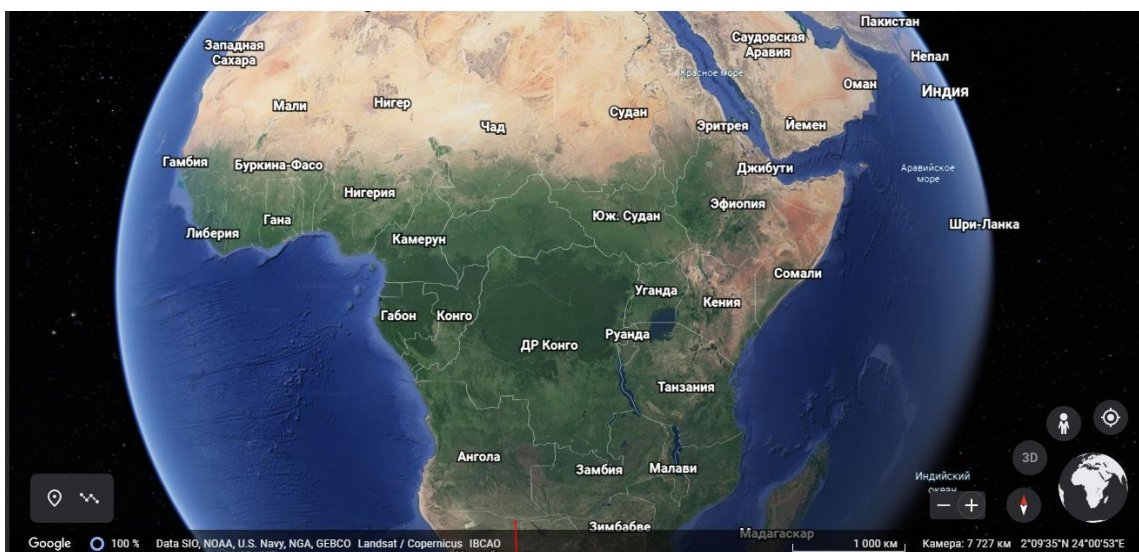 Пакистан
Западная
Сахара
Саудовская
Аравия
Непал
Красное море
Оман
Индия
Мали
Нигер
Чад
Судан
Эритрея
Йемен
Гамбия
Буркина-Фасо
Джибути
Аравийское
море
Нигерия
Эфиопия
Гана
Юж. Судан
Либерия
Камерун
Шри-Ланка
Сомали
Уганда
Кения
Габон
Конго
Руанда
ДР Конго
Танзания
Ангола
Замбия
Малави
3D
Индийский
океан
Зимбабве
Мадагаскар
Google
100 %
Data SIO, NOAA, U.S. Navy, NGA, GEBCO Landsat / Copernicus IBCAO
1 000 км
Камера: 7 727 км
2°09'35"N 24°00'53"E